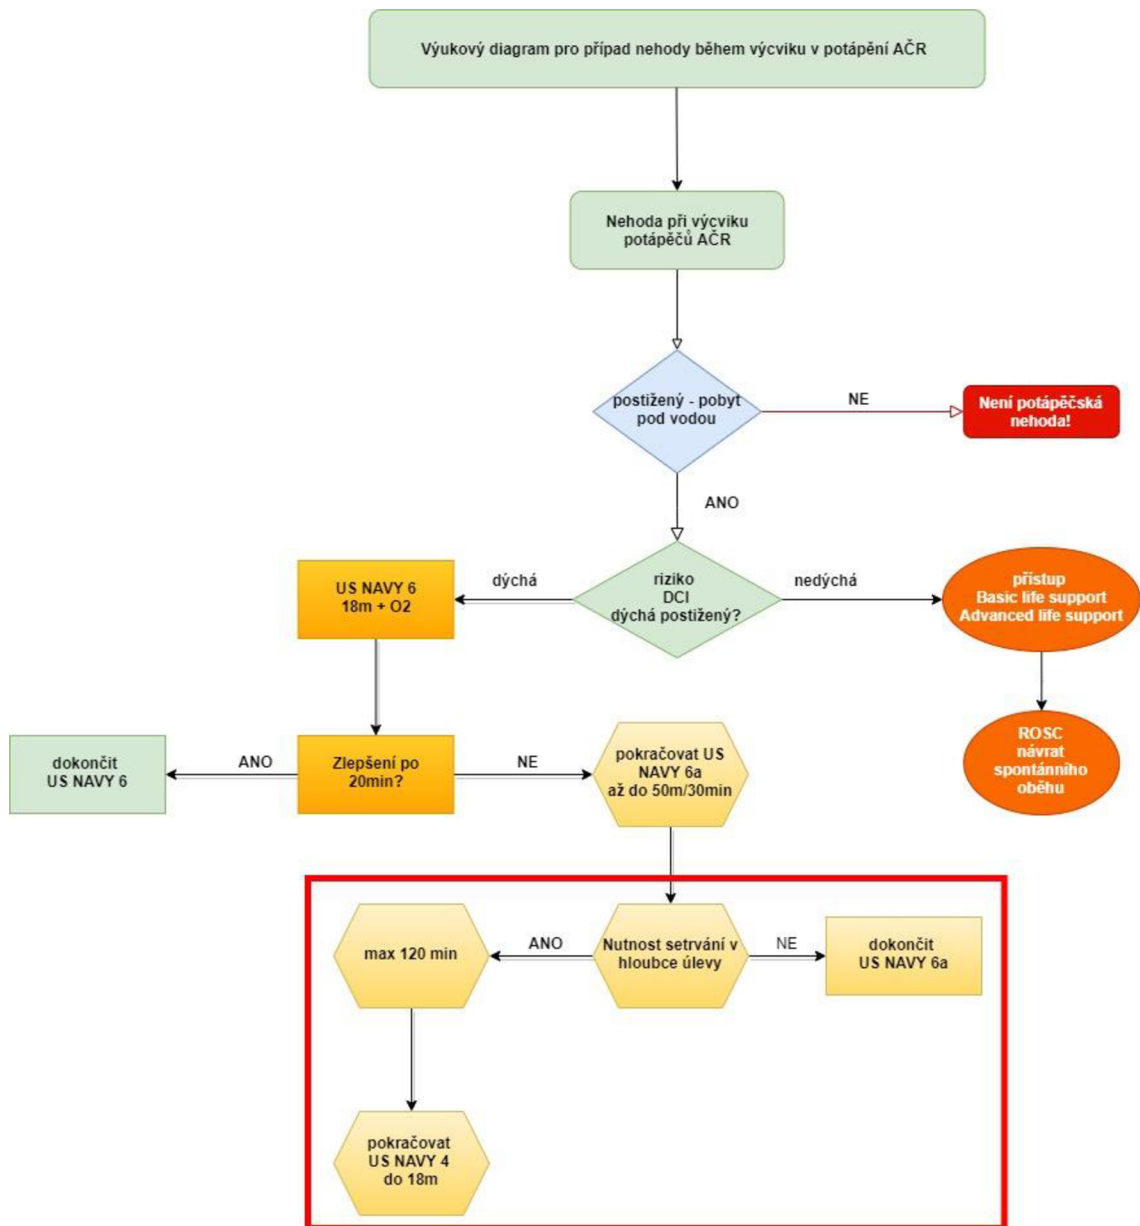 Výukový diagram pro případ nehody během výcviku v potápění AČR
Nehoda při výcviku
potápěčů AČR
postižený - pobyt
pod vodou
NE
Není potápěčská
nehoda!
ANO
US NAVY 6
18m + O2
dýchá
riziko
DCI
dýchá postižený?
nedýchá
přístup
Basic life support
Advanced life support
dokončit
US NAVY 6
ANO
Zlepšení po
20min?
NE
pokračovat US
NAVY 6a
až do 50m/30min
ROSC
návrat
spontánního
oběhu
max 120 min
ANO
Nutnost setrvání v
hloubce úlevy
NE
dokončit
US NAVY 6a
pokračovat
US NAVY 4
do 18m